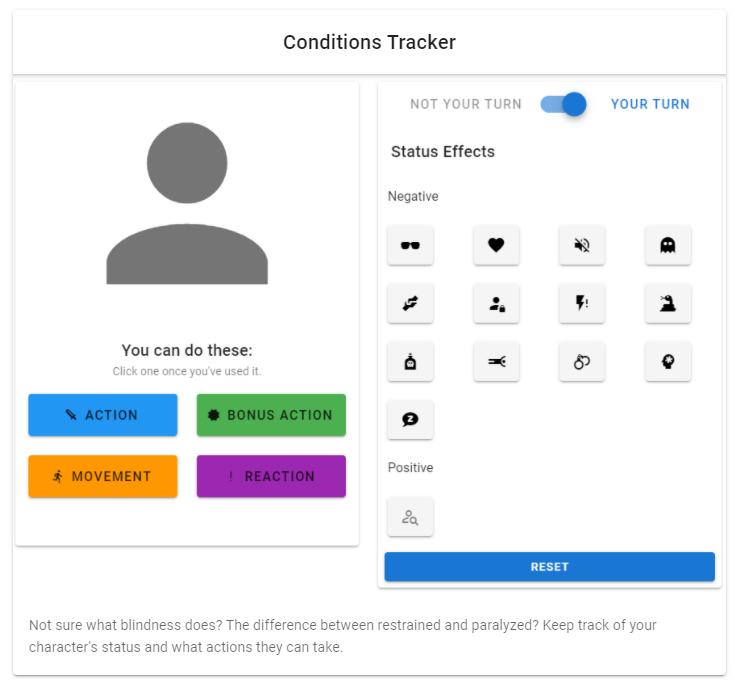 Conditions Tracker
NOT YOUR TURN
YOUR TURN
Status Effects
Negative
Positive
RESET
You can do these:
Click one once you've used it.
ACTION
BONUS ACTION
MOVEMENT
REACTION
Not sure what blindness does? The difference between restrained and paralyzed? Keep track of your
character's status and what actions they can take.